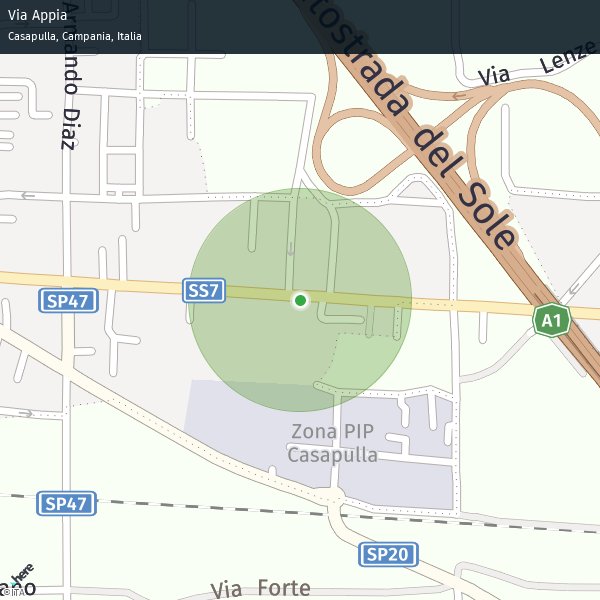 Via Appia
Casapulla, Campania, Italia
Armando Diaz
Autostrada del Sole
Via Lenze
SS7
SP47
A1
Zona PIP
Casapulla
SP47
SP20
Via Forte
here